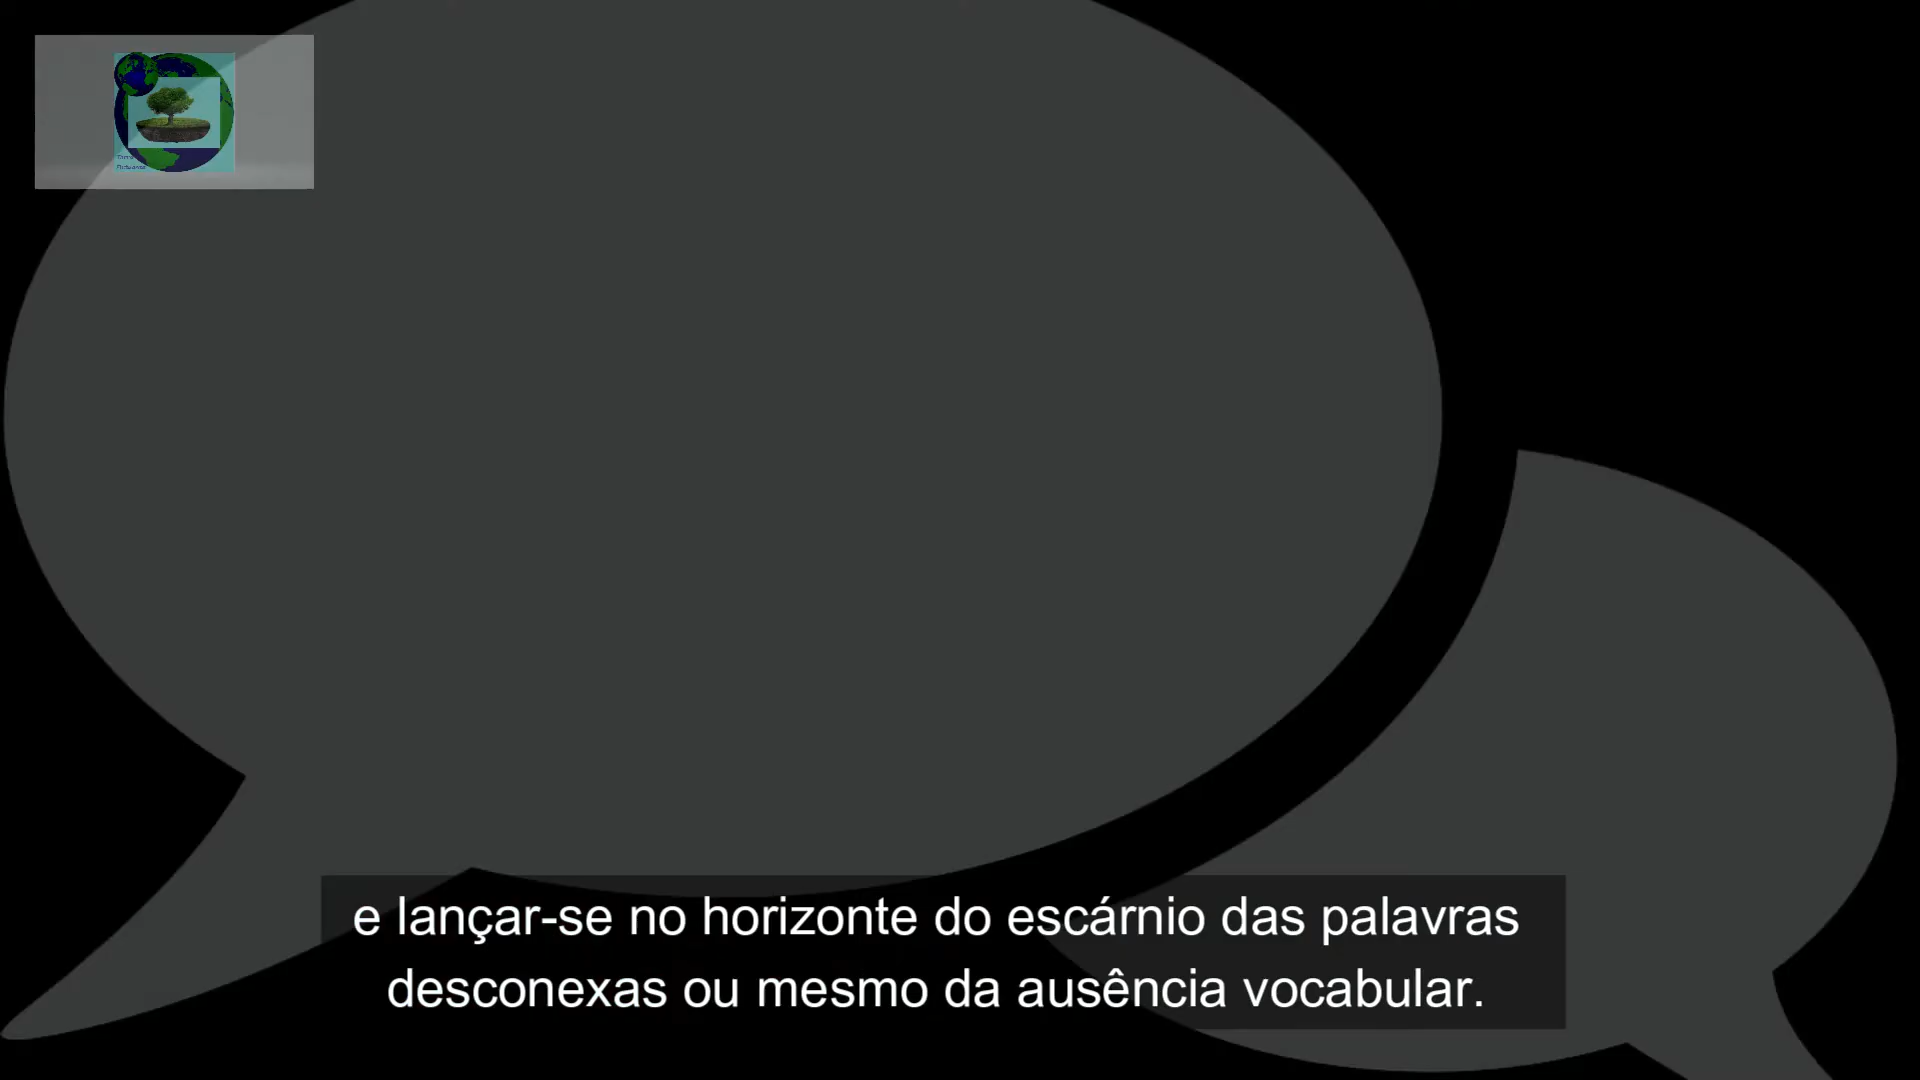 e lançar-se no horizonte do escárnio das palavras
desconexas ou mesmo da ausência vocabular.